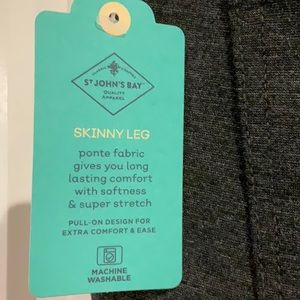 ST JOHN'S BAY
QUALITY
APPAREL
SKINNY LEG
ponte fabric
gives you long
lasting comfort
with softness
& super stretch
PULL-ON DESIGN FOR
EXTRA COMFORT & EASE
MACHINE
WASHABLE